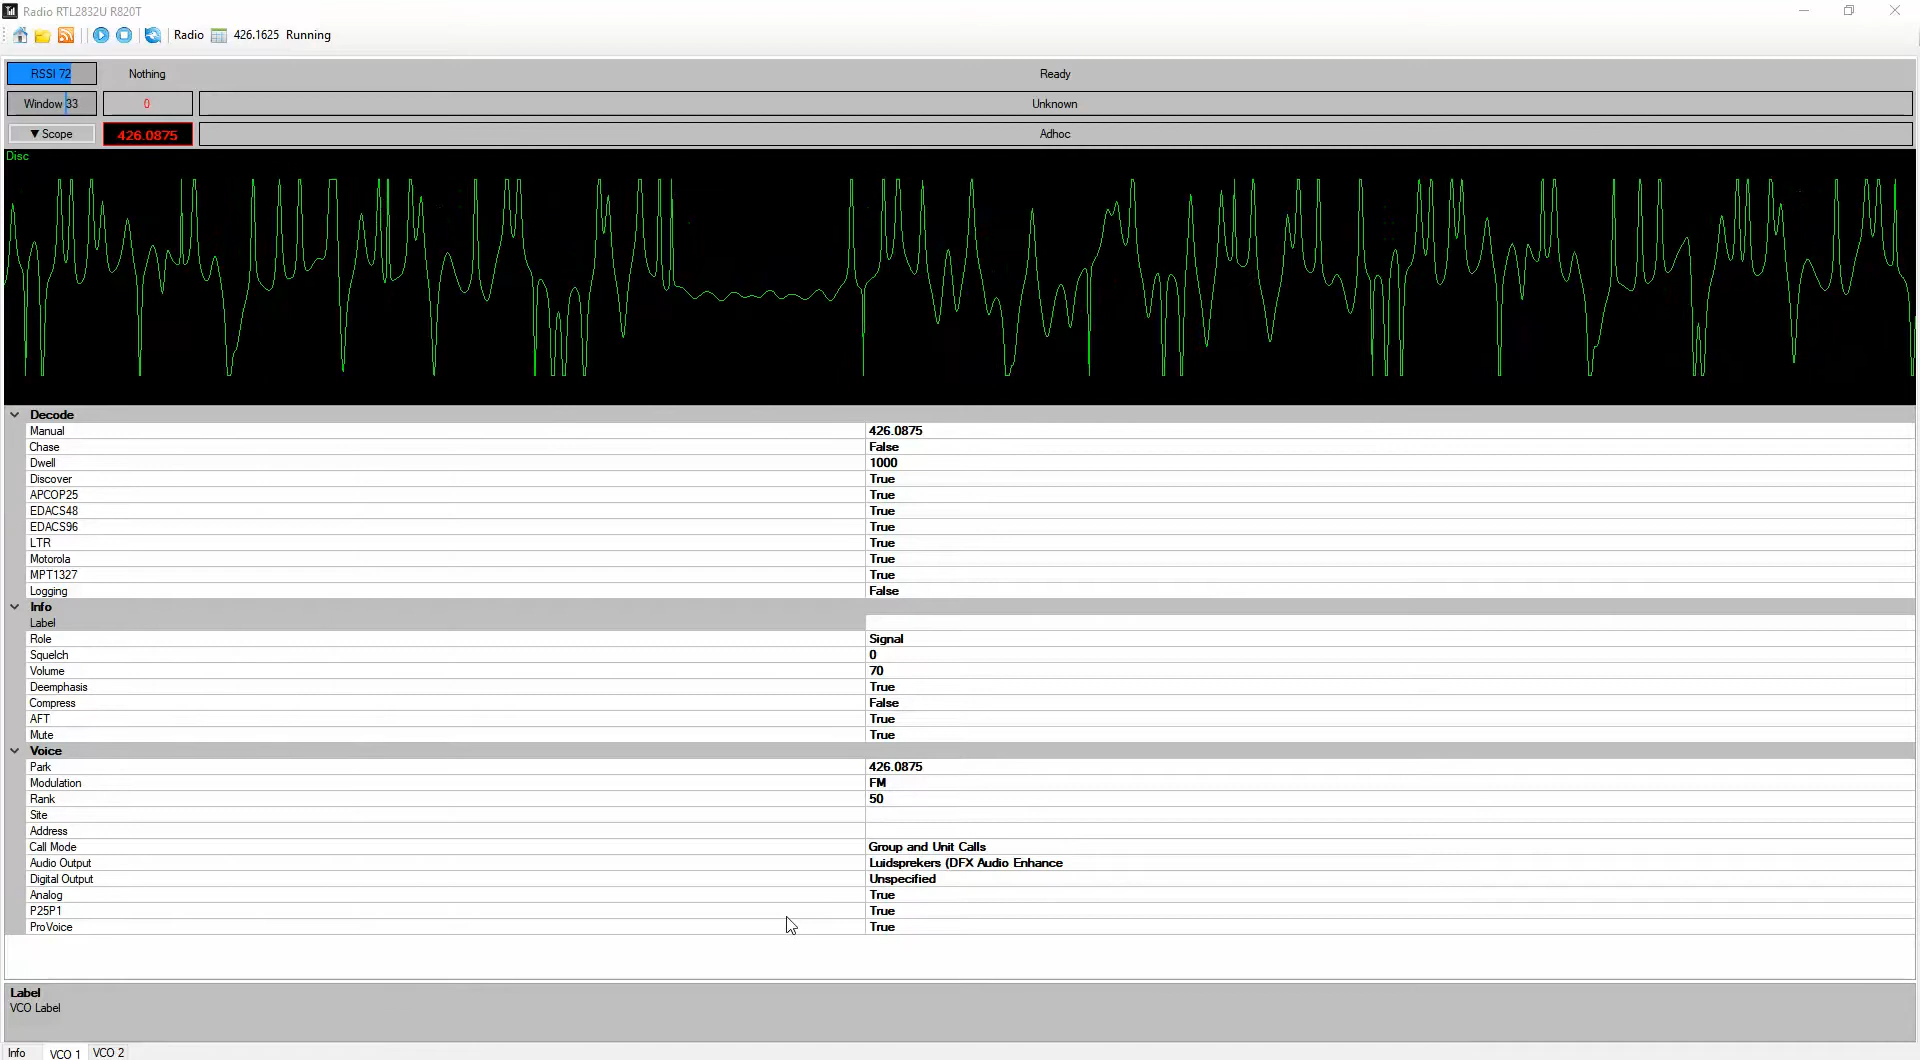 Radio RTL2832U R820T
Radio 426.1625 Running
RSSI 72 Nothing Ready
Window 33 0 Unknown
▼ Scope 426.0875 Adhoc
Disc
Decode
Manual 426.0875
Chase False
Dwell 1000
Discover True
APCOP25 True
EDACS48 True
EDACS96 True
LTR True
Motorola True
MPT1327 True
Logging False
Info
Label
Role Signal
Squelch 0
Volume 70
Deemphasis True
Compress False
AFT True
Mute True
Voice
Park 426.0875
Modulation FM
Rank 50
Site
Address
Call Mode Group and Unit Calls
Audio Output Luidsprekers (DFX Audio Enhance
Digital Output Unspecified
Analog True
P25P1 True
ProVoice True
Label
VCO Label
Info VCO 1 VCO 2